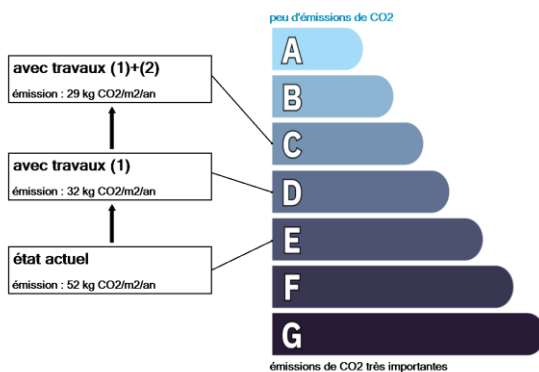 peu d'émissions de CO2
A
avec travaux (1)+(2)
émission : 29 kg CO2/m2/an
B
C
avec travaux (1)
émission : 32 kg CO2/m2/an
D
E
état actuel
émission : 52 kg CO2/m2/an
F
G
émissions de CO2 très importantes